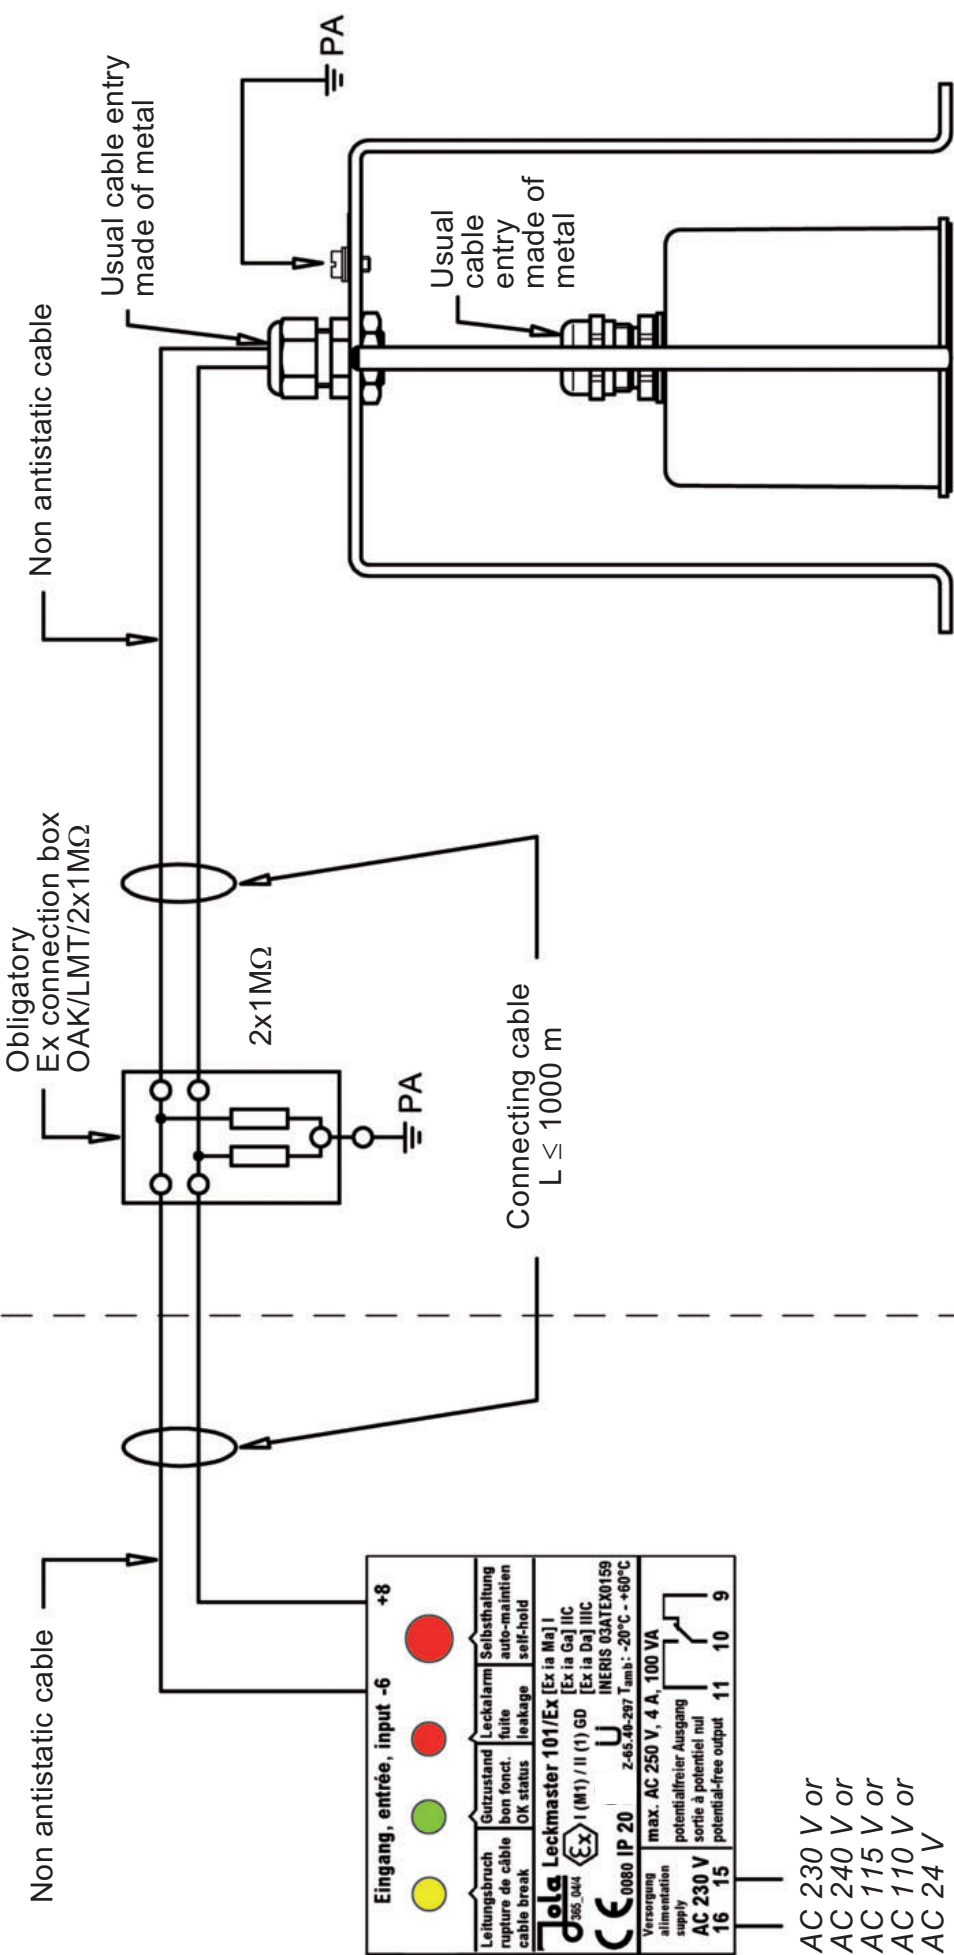 Non antistatic cable
Obligatory
Ex connection box
OAK/LMT/2x1MΩ
Non antistatic cable
Usual cable entry
made of metal
PA
2x1MΩ
PA
Usual
cable
entry
made of
metal
Connecting cable
L ≤ 1000 m
Eingang, entrée, input -6 +8
Leitungsbruch
rupture de câble
cable break
Gutzustand
bon fonct.
OK status
Leckalarm
fuite
leakage
Selbsthaltung
auto-maintien
self-hold
Jola Leckmaster 101/Ex [Ex ia Ma] I
365_04/4
Ex I (M1) / II (1) GD [Ex ia Ga] IIC
[Ex ia Da] IIIC
INERIS 03ATEX0159
CE 0080 IP 20
Z-65.40-297 Tamb: -20°C - +60°C
Versorgung
alimentation
supply
AC 230 V
16 15
max. AC 250 V, 4 A, 100 VA
potentialfreier Ausgang
sortie à potentiel nul
potential-free output 11 10 9
AC 230 V or
AC 240 V or
AC 115 V or
AC 110 V or
AC 24 V